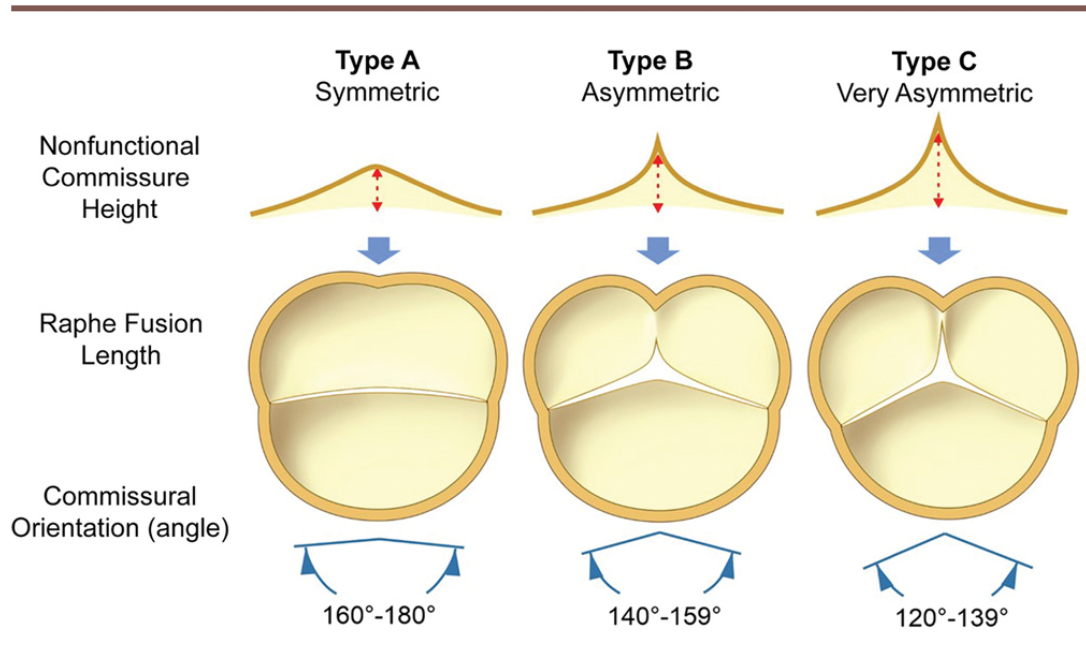 Type A
Symmetric
Type B
Asymmetric
Type C
Very Asymmetric
Nonfunctional
Commissure
Height
Raphe Fusion
Length
Commissural
Orientation (angle)
160°-180°
140°-159°
120°-139°